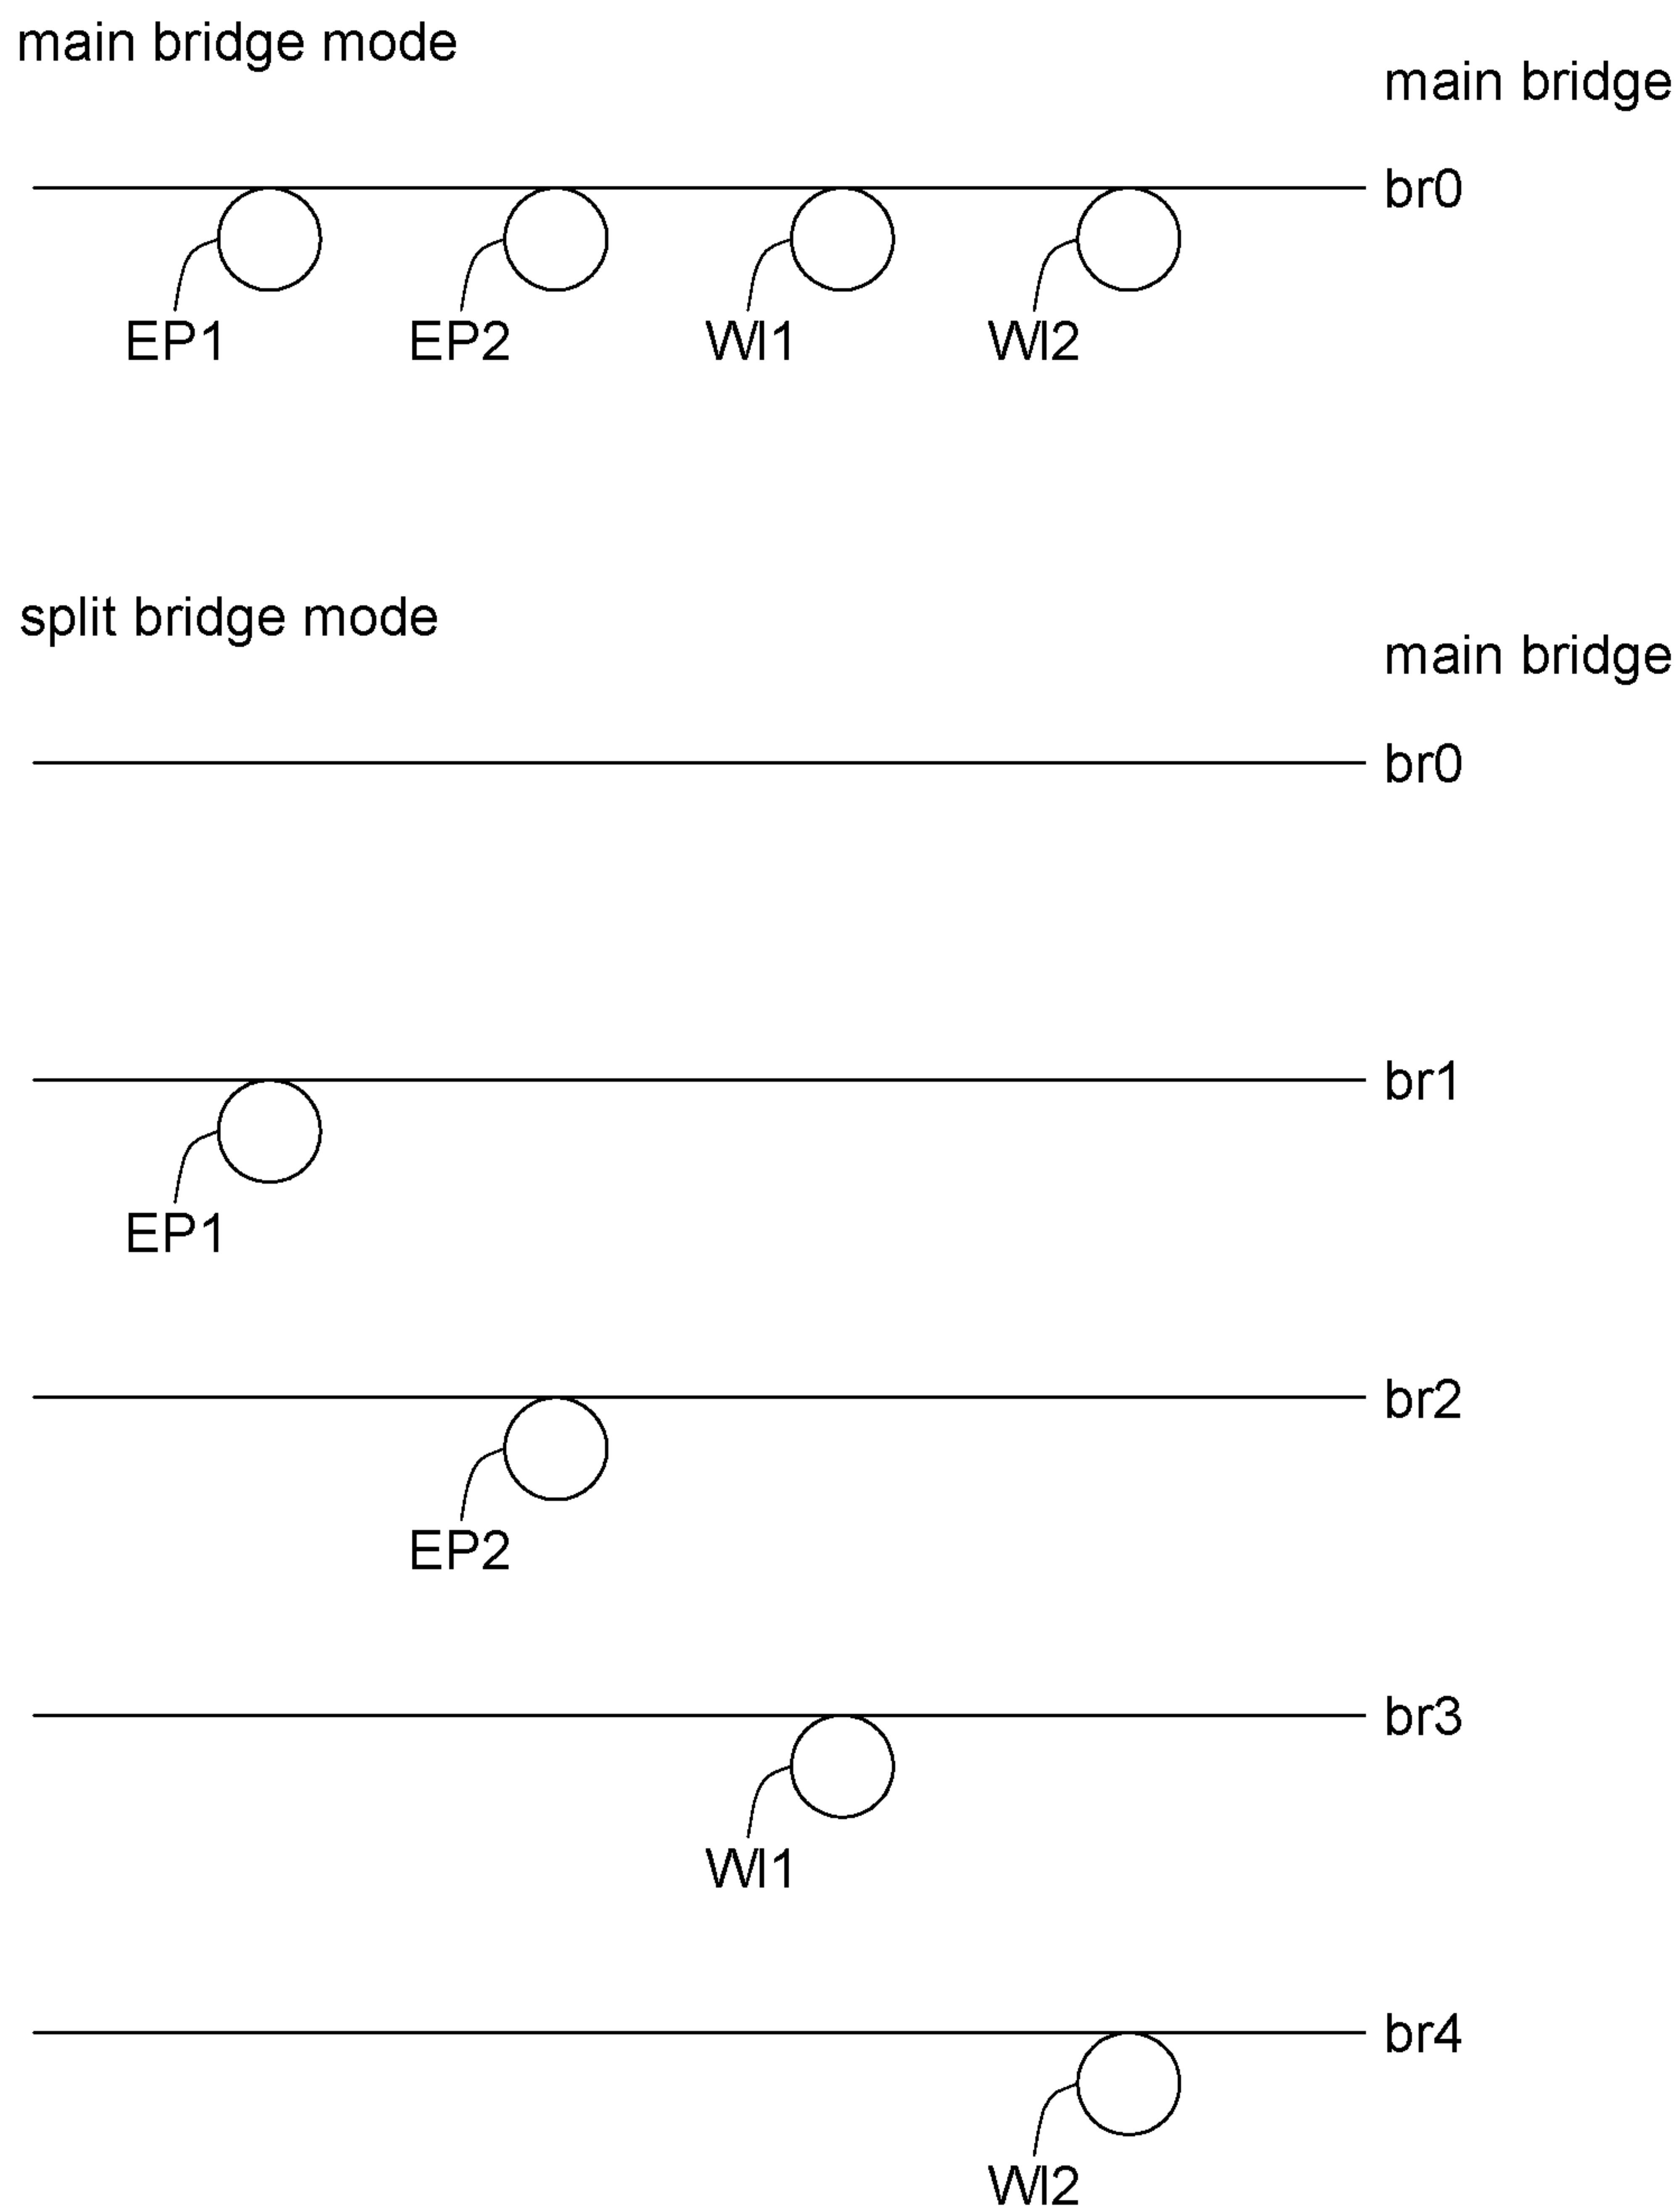 main bridge mode
main bridge
br0
EP1 EP2 WI1 WI2
split bridge mode
main bridge
br0
br1
EP1
br2
EP2
br3
WI1
br4
WI2